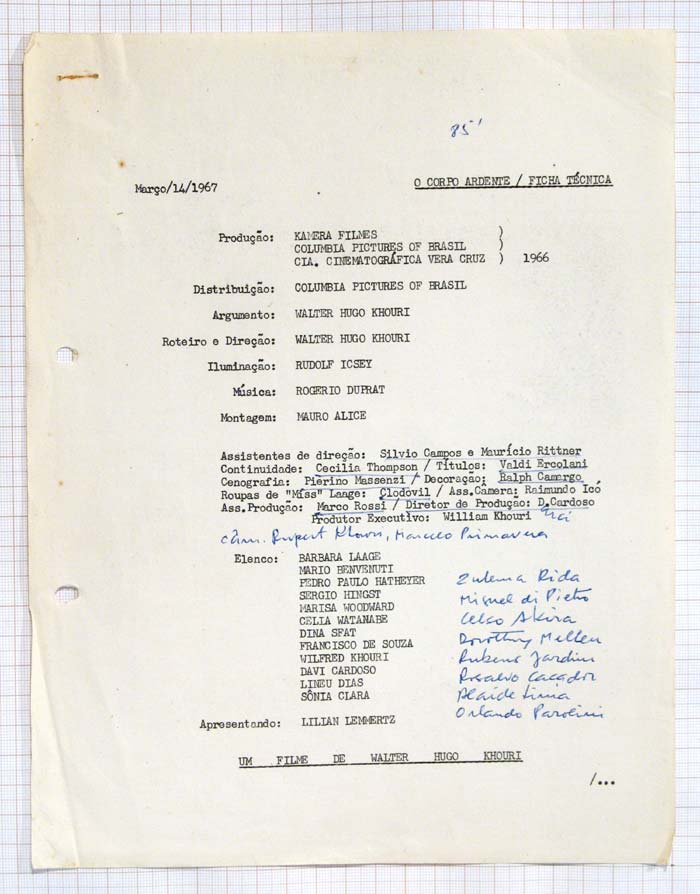 85'
Março/14/1967
O CORPO ARDENTE / FICHA TÉCNICA
Produção: KAMERA FILMES )
COLUMBIA PICTURES OF BRASIL )
CIA. CINEMATOGRÁFICA VERA CRUZ ) 1966
Distribuição: COLUMBIA PICTURES OF BRASIL
Argumento: WALTER HUGO KHOURI
Roteiro e Direção: WALTER HUGO KHOURI
Iluminação: RUDOLF ICSEY
Música: ROGERIO DUPRAT
Montagem: MAURO ALICE
Assistentes de direção: Silvio Campos e Maurício Rittner
Continuidade: Cecilia Thompson / Títulos: Valdi Ercolani
Cenografia: Pierino Massenzi / Decoração: Ralph Camargo
Roupas de "Miss" Laage: Clodovil / Ass.Camera: Raimundo Icó
Ass.Produção: Marco Rossi / Diretor de Produção: D.Cardoso
Produtor Executivo: William Khouri
câm. Rupert Khouri, Marcelo Primavera
Elenco: BARBARA LAAGE
MARIO BENVENUTI
PEDRO PAULO HATHEYER
SERGIO HINGST
MARISA WOODWARD
CELIA WATANABE
DINA SFAT
FRANCISCO DE SOUZA
WILFRED KHOURI
DAVI CARDOSO
LINEU DIAS
SÔNIA CLARA
Zulema Rida
Miguel di Pietro
Celso Akira
Dorothy Mellen
Rubens Jardim
Rosalvo Caçador
Alaide Lima
Orlando Parolini
Apresentando: LILIAN LEMMERTZ
UM FILME DE WALTER HUGO KHOURI
/...